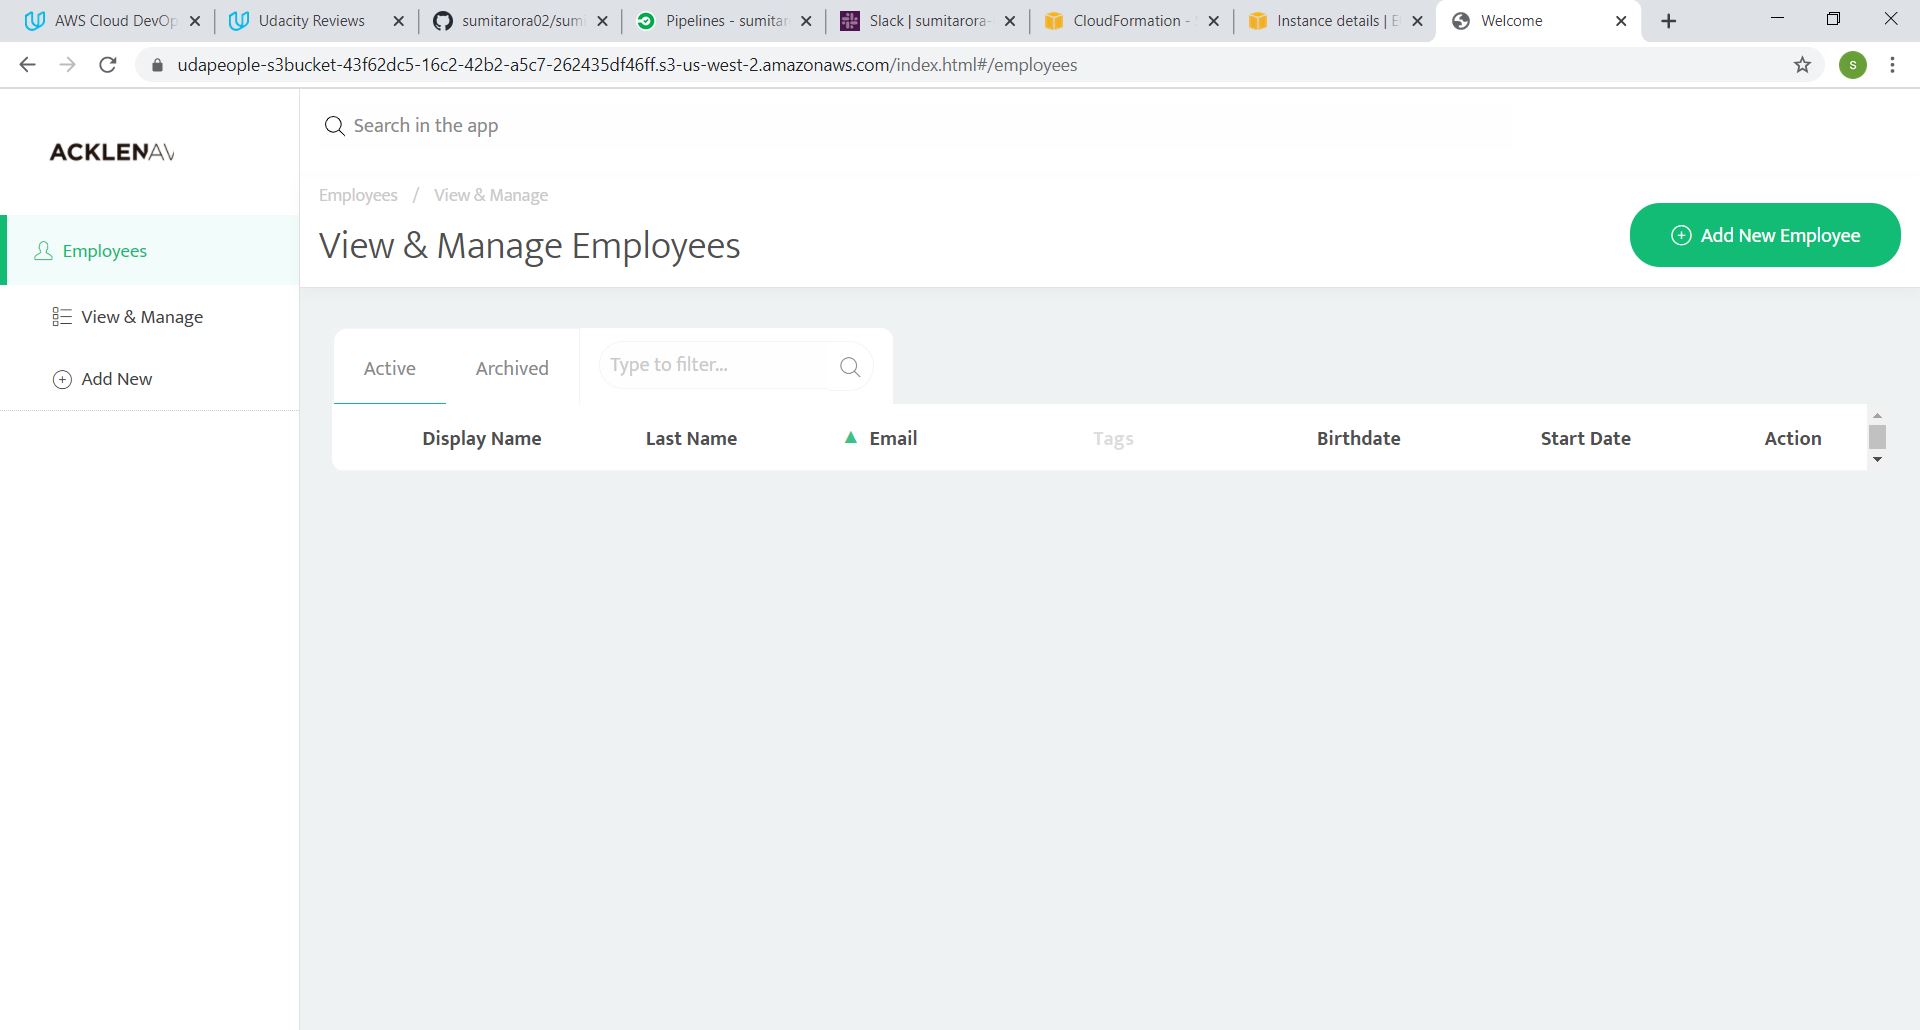 AWS Cloud DevOp
Udacity Reviews
sumitarora02/sumi
Pipelines - sumitar
Slack | sumitarora-
CloudFormation -
Instance details | E
Welcome
udapeople-s3bucket-43f62dc5-16c2-42b2-a5c7-262435df46ff.s3-us-west-2.amazonaws.com/index.html#/employees
S
ACKLENAV
Search in the app
Employees / View & Manage
View & Manage Employees
Add New Employee
Employees
View & Manage
Add New
Active
Archived
Type to filter...
Display Name
Last Name
Email
Tags
Birthdate
Start Date
Action